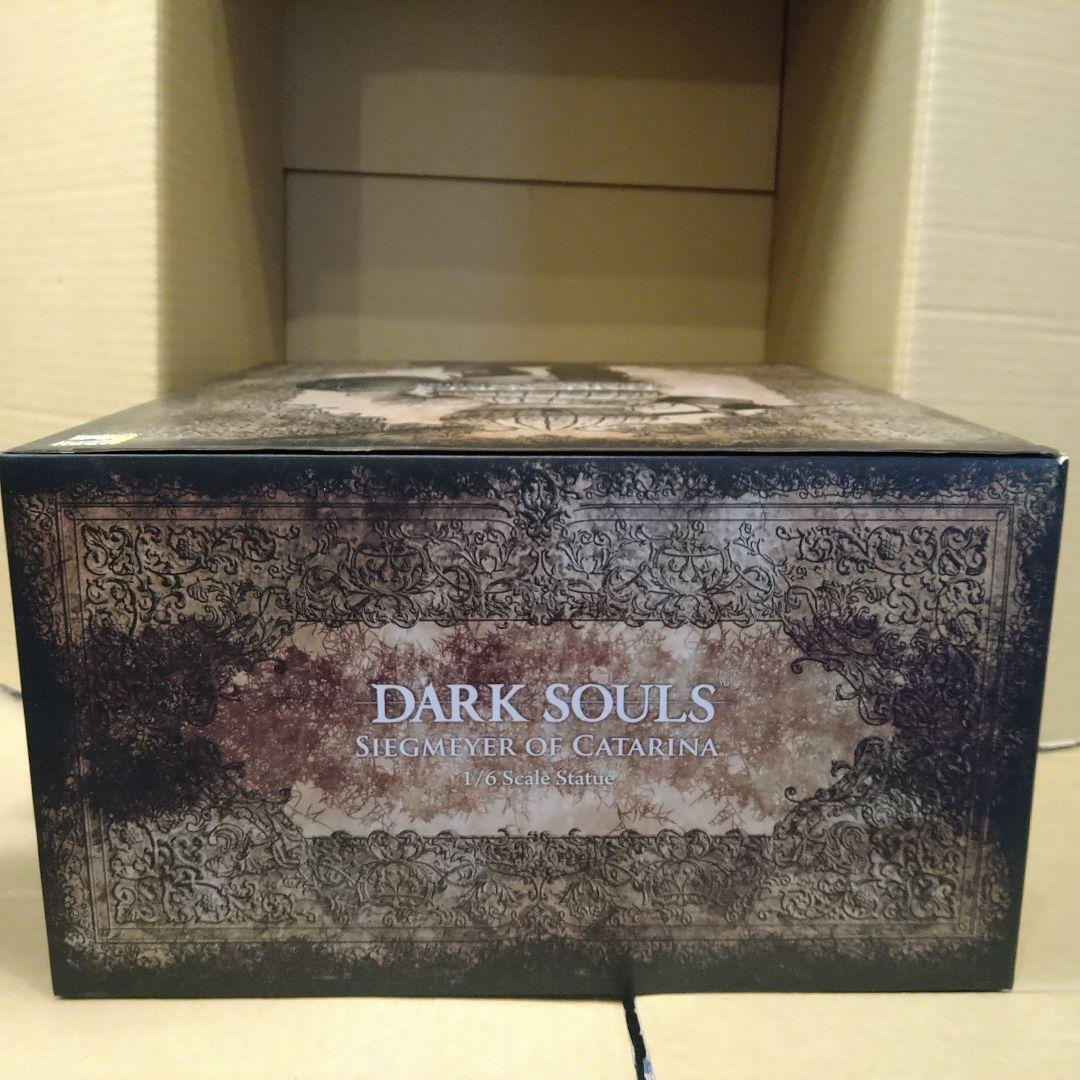 DARK SOULS™
SIEGMEYER OF CATARINA
1/6 Scale Statue